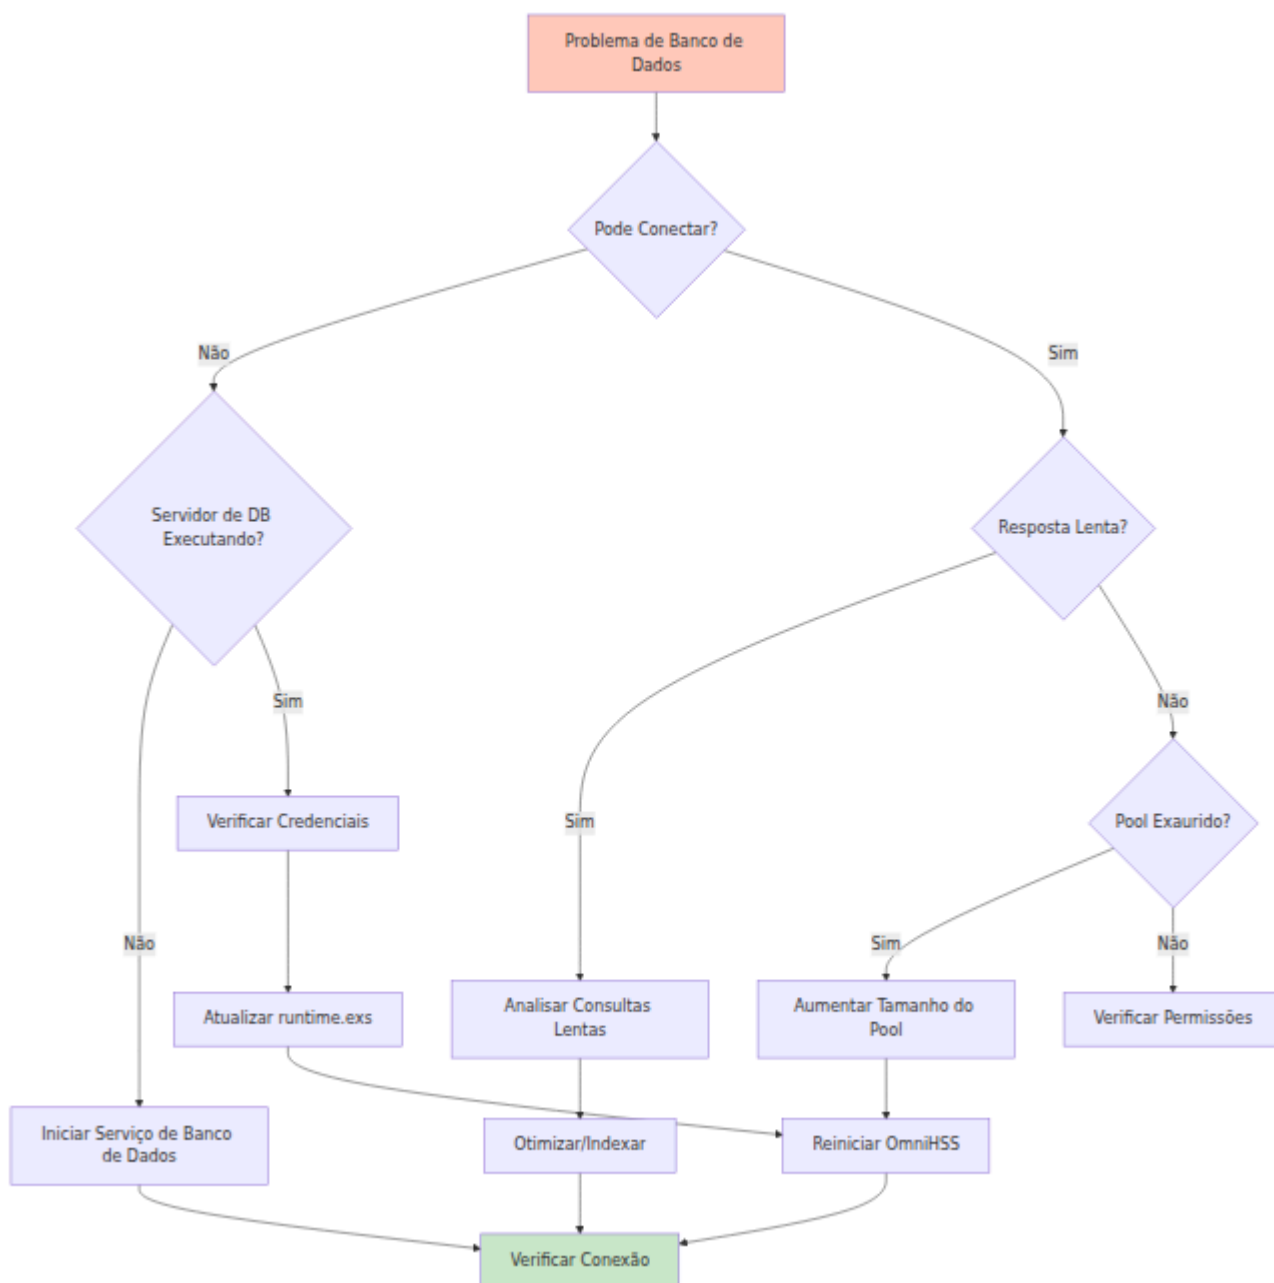 Problema de Banco de
Dados
Pode Conectar?
Não
Sim
Servidor de DB
Executando?
Resposta Lenta?
Sim
Não
Verificar Credenciais
Sim
Pool Exaurido?
Não
Sim
Não
Atualizar runtime.exs
Analisar Consultas
Lentas
Aumentar Tamanho do
Pool
Verificar Permissões
Iniciar Serviço de Banco
de Dados
Otimizar/Indexar
Reiniciar OmniHSS
Verificar Conexão